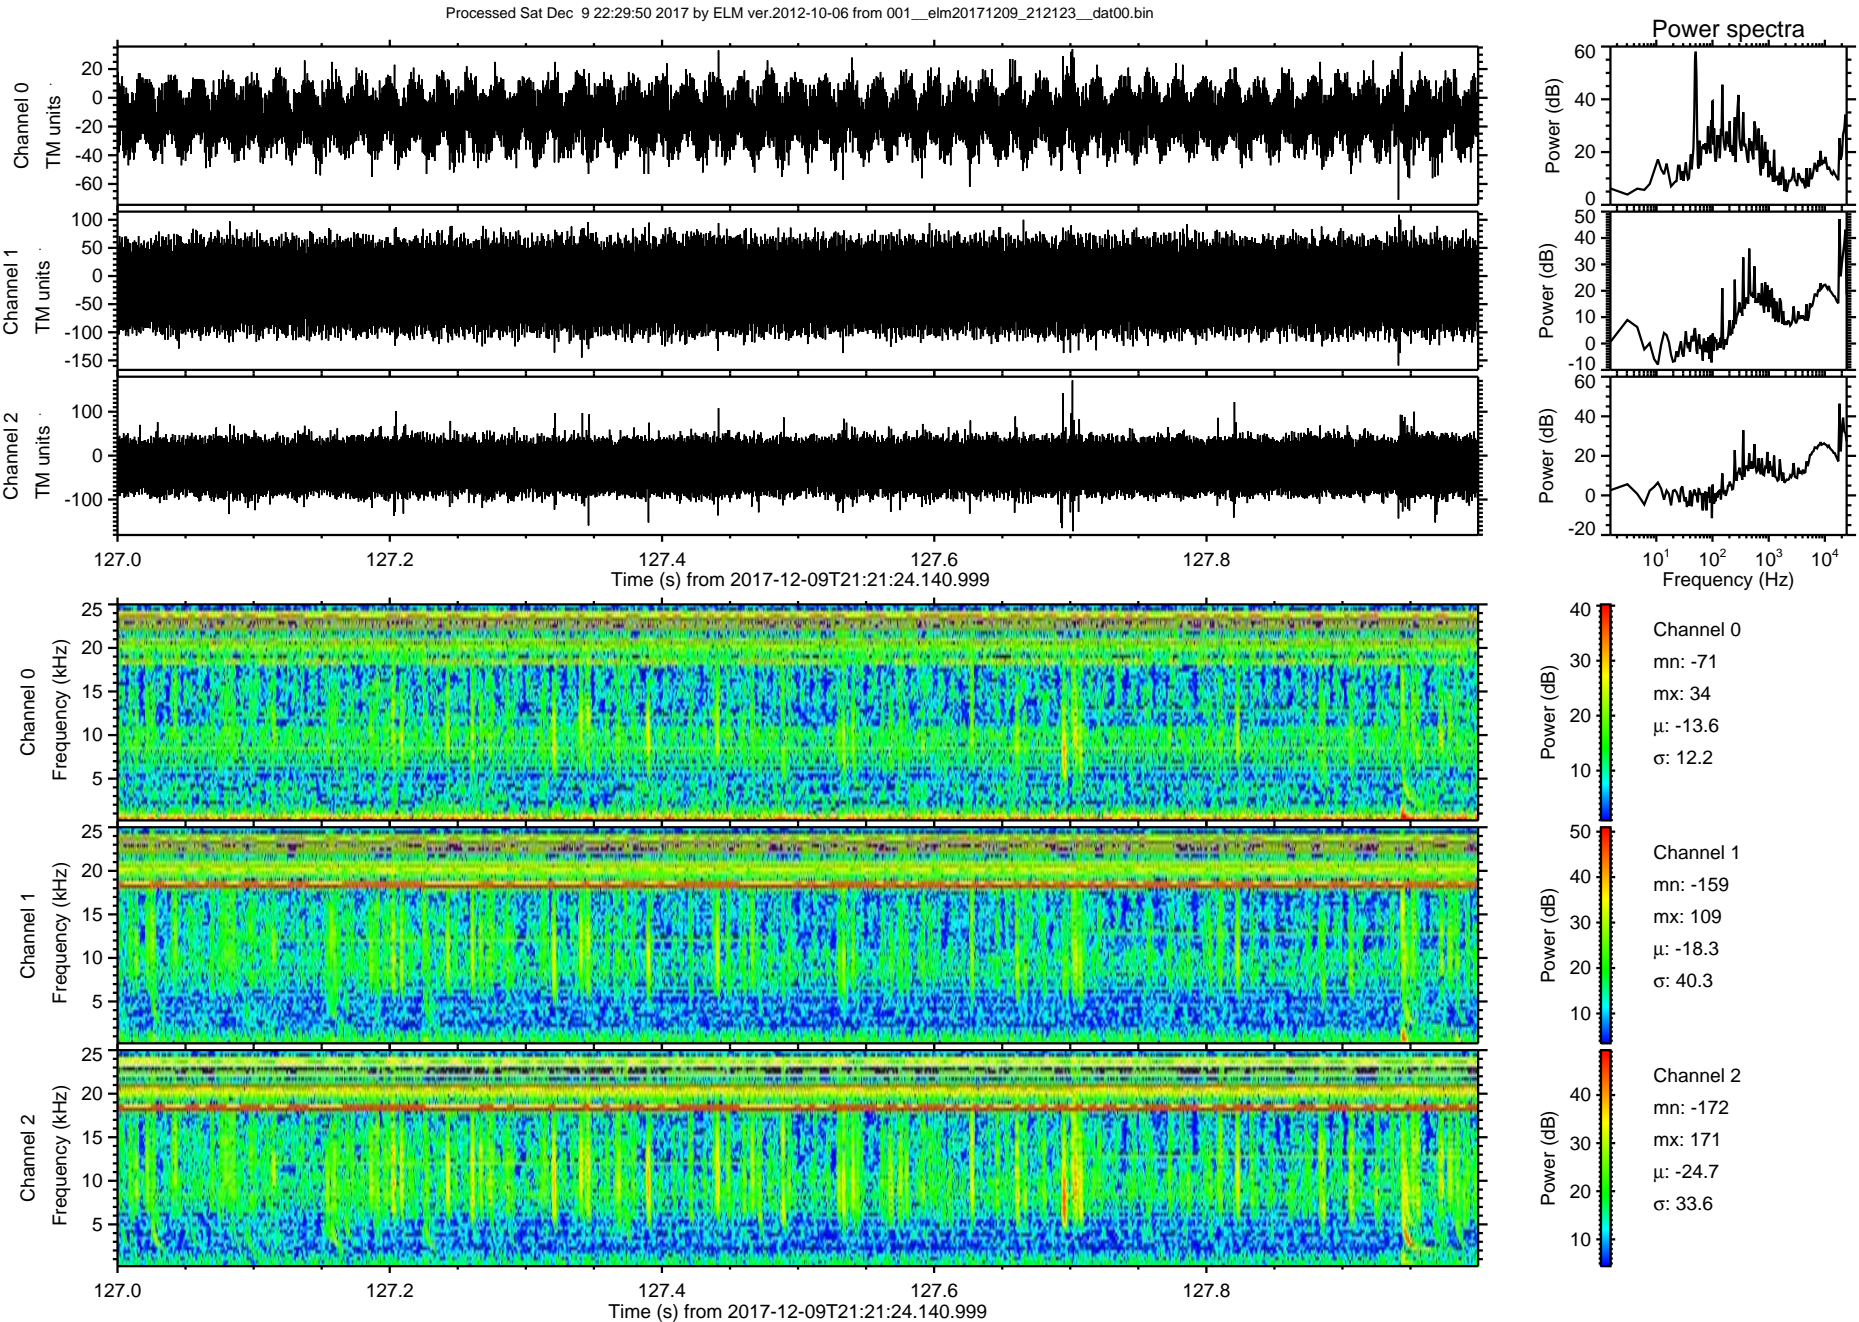 Processed Sat Dec  9 22:29:50 2017 by ELM ver.2012-10-06 from 001__elm20171209_212123__dat00.bin
Power spectra
Channel 0
TM units
20
0
-20
-40
-60
Power (dB)
60
40
20
0
Channel 1
TM units
100
50
0
-50
-100
-150
Power (dB)
50
40
30
20
10
0
-10
Channel 2
TM units
100
0
-100
Power (dB)
60
40
20
0
-20
127.0 127.2 127.4 127.6 127.8
Time (s) from 2017-12-09T21:21:24.140.999
10^1 10^2 10^3 10^4
Frequency (Hz)
Channel 0
Frequency (kHz)
25
20
15
10
5
Power (dB)
40
30
20
10
Channel 0
mn: -71
mx: 34
μ: -13.6
σ: 12.2
Channel 1
Frequency (kHz)
25
20
15
10
5
Power (dB)
50
40
30
20
10
Channel 1
mn: -159
mx: 109
μ: -18.3
σ: 40.3
Channel 2
Frequency (kHz)
25
20
15
10
5
Power (dB)
40
30
20
10
Channel 2
mn: -172
mx: 171
μ: -24.7
σ: 33.6
127.0 127.2 127.4 127.6 127.8
Time (s) from 2017-12-09T21:21:24.140.999